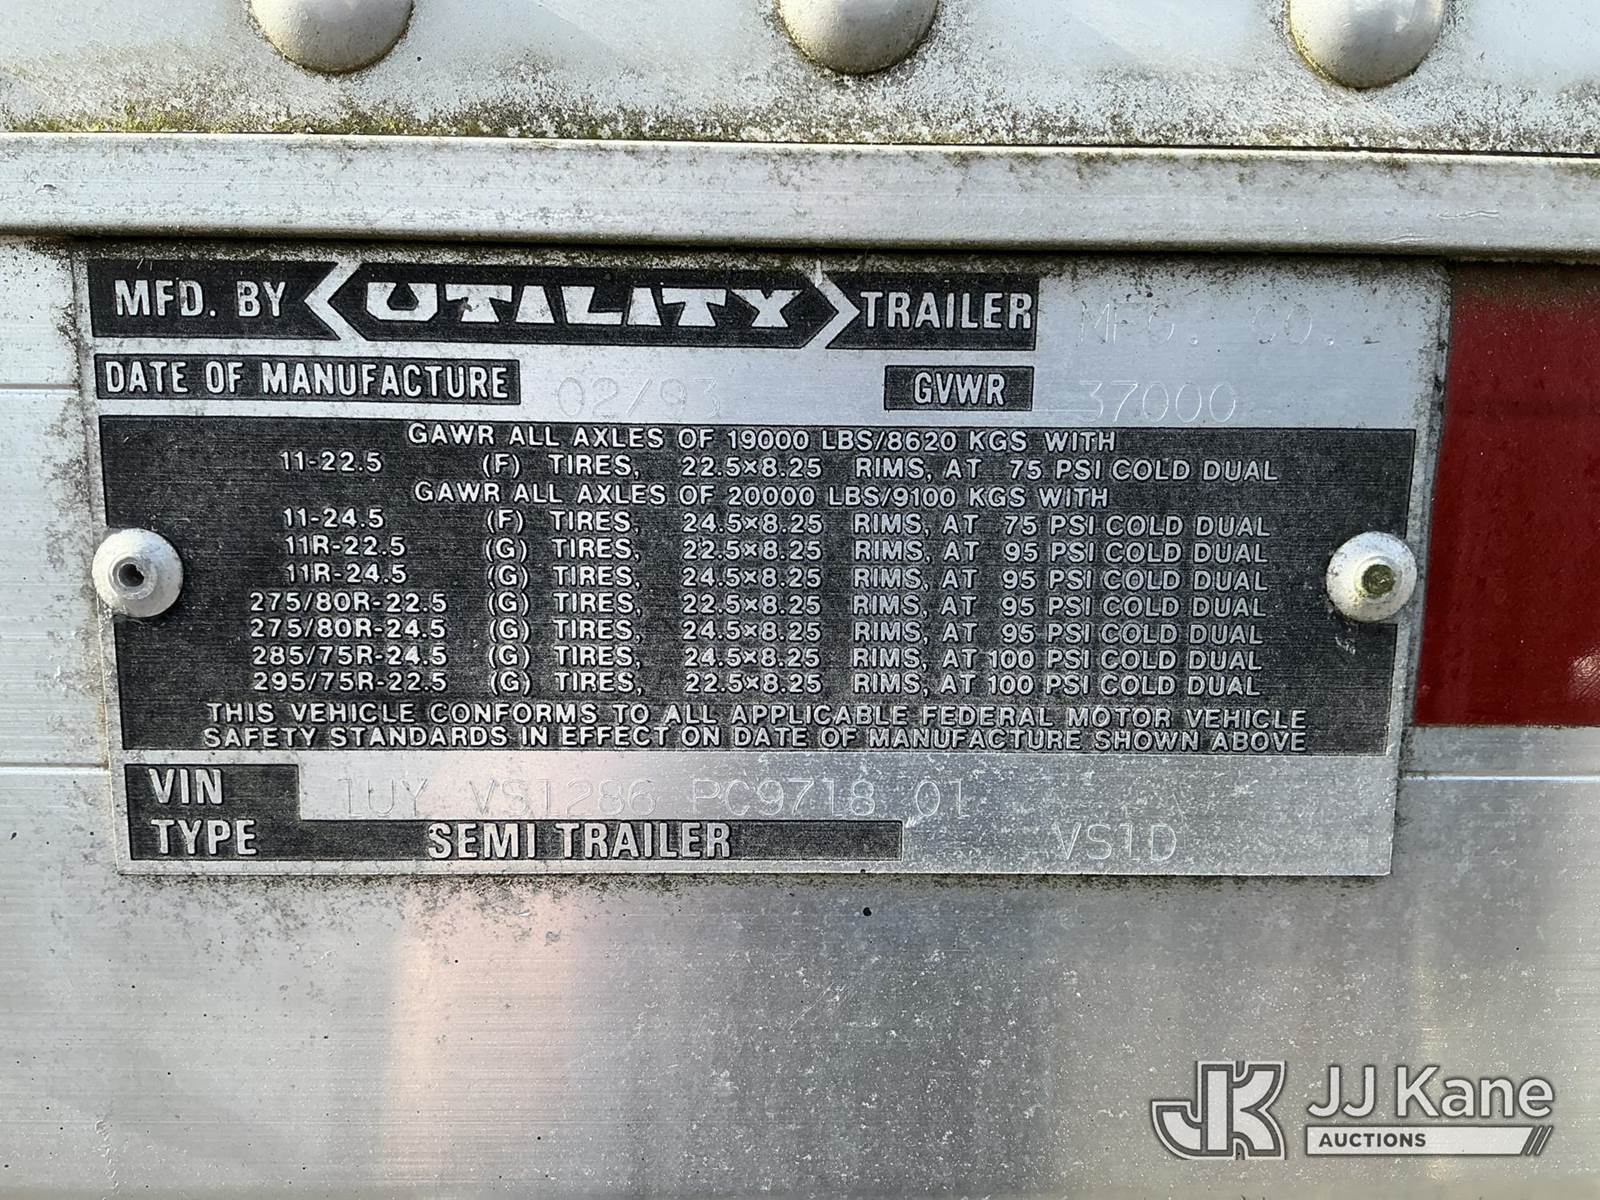 MFD. BY UTILITY TRAILER MFG. CO.
DATE OF MANUFACTURE 02/93 GVWR 37000
GAWR ALL AXLES OF 19000 LBS/8620 KGS WITH
11-22.5 (F) TIRES, 22.5×8.25 RIMS, AT 75 PSI COLD DUAL
GAWR ALL AXLES OF 20000 LBS/9100 KGS WITH
11-24.5 (F) TIRES, 24.5×8.25 RIMS, AT 75 PSI COLD DUAL
11R-22.5 (G) TIRES, 22.5×8.25 RIMS, AT 95 PSI COLD DUAL
11R-24.5 (G) TIRES, 24.5×8.25 RIMS, AT 95 PSI COLD DUAL
275/80R-22.5 (G) TIRES, 22.5×8.25 RIMS, AT 95 PSI COLD DUAL
275/80R-24.5 (G) TIRES, 24.5×8.25 RIMS, AT 95 PSI COLD DUAL
285/75R-24.5 (G) TIRES, 24.5×8.25 RIMS, AT 100 PSI COLD DUAL
295/75R-22.5 (G) TIRES, 22.5×8.25 RIMS, AT 100 PSI COLD DUAL
THIS VEHICLE CONFORMS TO ALL APPLICABLE FEDERAL MOTOR VEHICLE
SAFETY STANDARDS IN EFFECT ON DATE OF MANUFACTURE SHOWN ABOVE
VIN 1UY VS1286 PC9718 01
TYPE SEMI TRAILER VS1D
JK JJ Kane
AUCTIONS